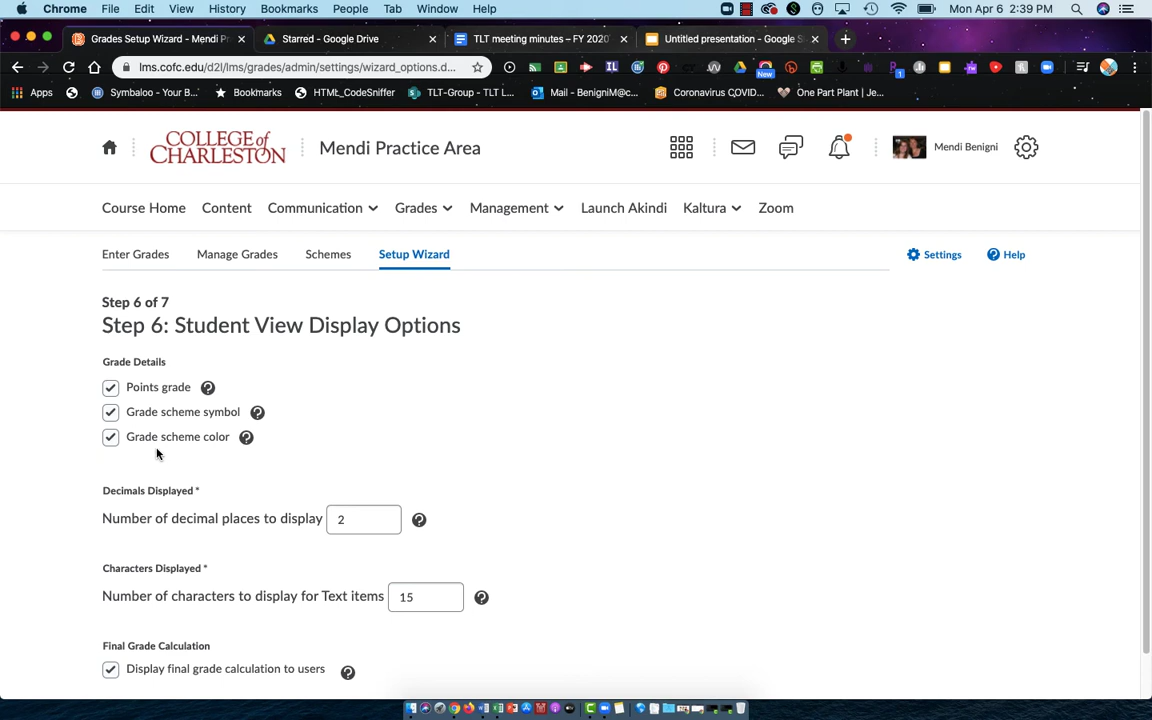 Chrome File Edit View History Bookmarks People Tab Window Help Mon Apr 6 2:39 PM
Grades Setup Wizard - Mendi Pr Starred - Google Drive TLT meeting minutes – FY 2020 Untitled presentation - Google S
lms.cofc.edu/d2l/lms/grades/admin/settings/wizard_options.d...
New
1
Apps Symbaloo - Your B... Bookmarks HTML_CodeSniffer TLT-Group - TLT L... Mail - BenigniM@c... Coronavirus COVID... One Part Plant | Je...
COLLEGE of
CHARLESTON
Mendi Practice Area
Mendi Benigni
Course Home Content Communication Grades Management Launch Akindi Kaltura Zoom
Enter Grades Manage Grades Schemes Setup Wizard Settings Help
Step 6 of 7
Step 6: Student View Display Options
Grade Details
Points grade
Grade scheme symbol
Grade scheme color
Decimals Displayed *
Number of decimal places to display 2
Characters Displayed *
Number of characters to display for Text items 15
Final Grade Calculation
Display final grade calculation to users